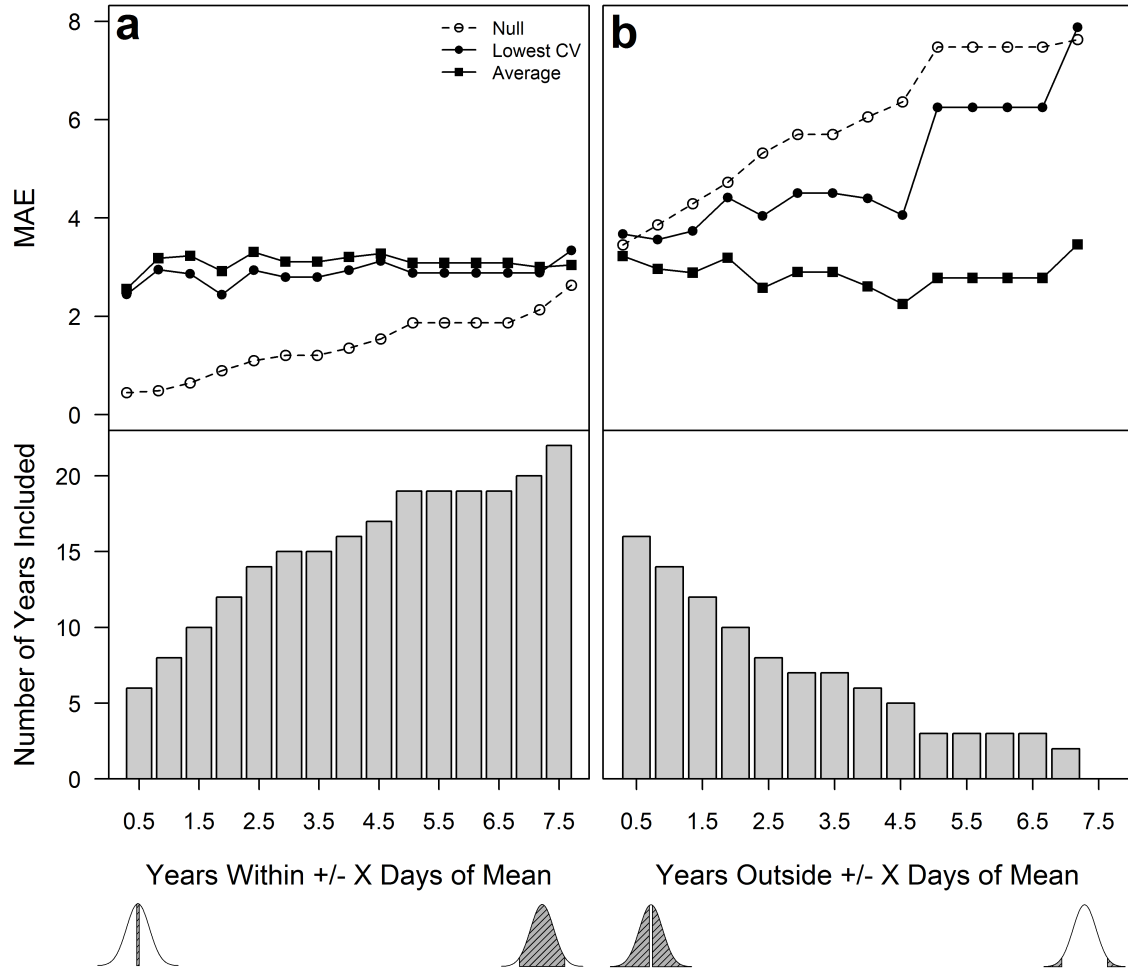 a
Null
Lowest CV
Average
b
8
6
4
2
0
MAE
20
15
10
5
0
Number of Years Included
0.5 1.5 2.5 3.5 4.5 5.5 6.5 7.5
0.5 1.5 2.5 3.5 4.5 5.5 6.5 7.5
Years Within +/- X Days of Mean
Years Outside +/- X Days of Mean